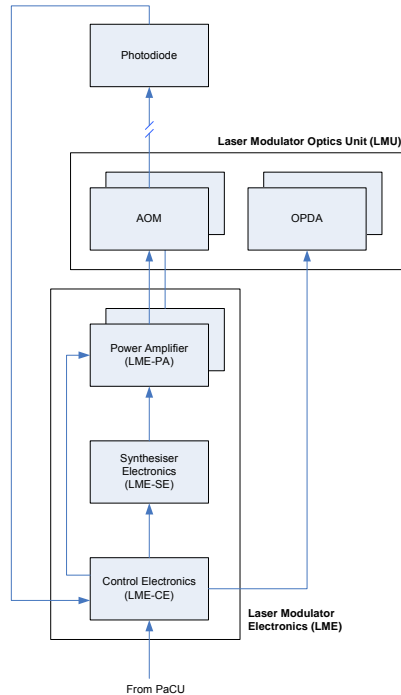 Photodiode
Laser Modulator Optics Unit (LMU)
AOM
OPDA
Power Amplifier
(LME-PA)
Synthesiser
Electronics
(LME-SE)
Control Electronics
(LME-CE)
Laser Modulator
Electronics (LME)
From PaCU